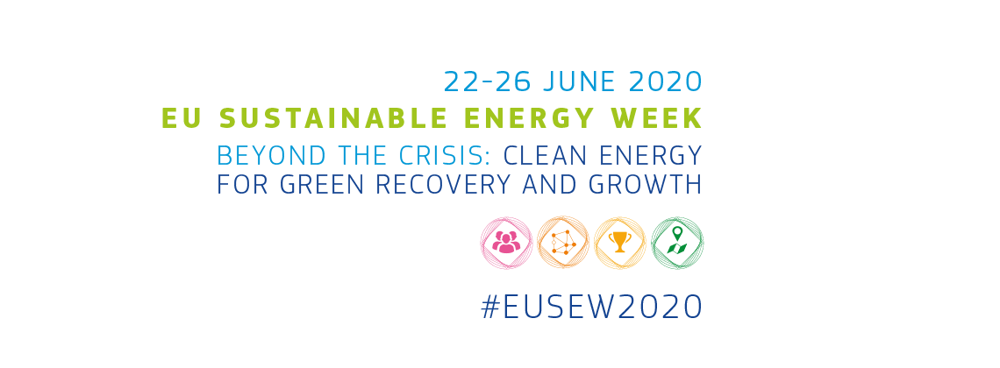 22-26 JUNE 2020
EU SUSTAINABLE ENERGY WEEK
BEYOND THE CRISIS: CLEAN ENERGY
FOR GREEN RECOVERY AND GROWTH
#EUSEW2020